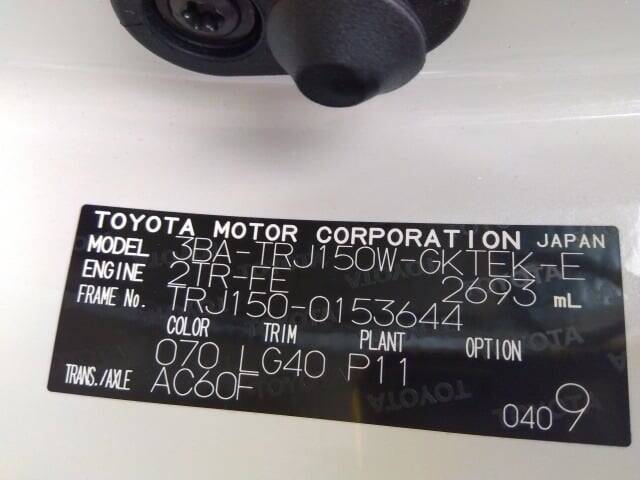 TOYOTA MOTOR CORPORATION JAPAN
MODEL 3BA-TRJ150W-GKTEK-E
ENGINE 2TR-FE 2693 mL
FRAME No. TRJ150-0153644
COLOR TRIM PLANT OPTION
070 LG40 P11
TRANS./AXLE AC60F
0409